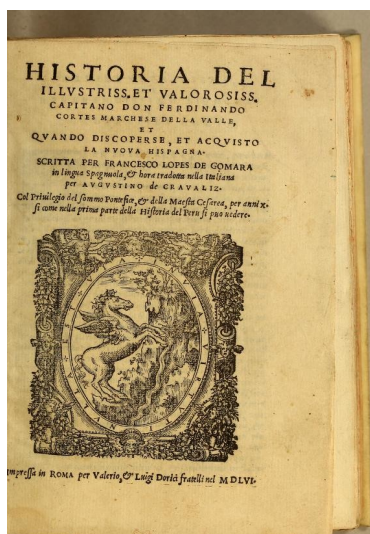 HISTORIA DEL
ILLVSTRISS. ET VALOROSISS.
CAPITANO DON FERDINANDO
CORTES MARCHESE DELLA VALLE,
ET
QVANDO DISCOPERSE, ET ACQVISTO
LA NVOVA HISPAGNA.
SCRITTA PER FRANCESCO LOPES DE GOMARA
in lingua Spognuola, & hora tradotta nella Italiana
per AVGVSTINO de CRAVALIZ.
Col Priuilegio del sommo Pontefice, & della Maesta Cesarea, per anni x.
si come nella prima parte della Historia del Peru si puo uedere.
mpressa in ROMA per Valerio, & Luigi Dorici fratelli nel MDLVI.